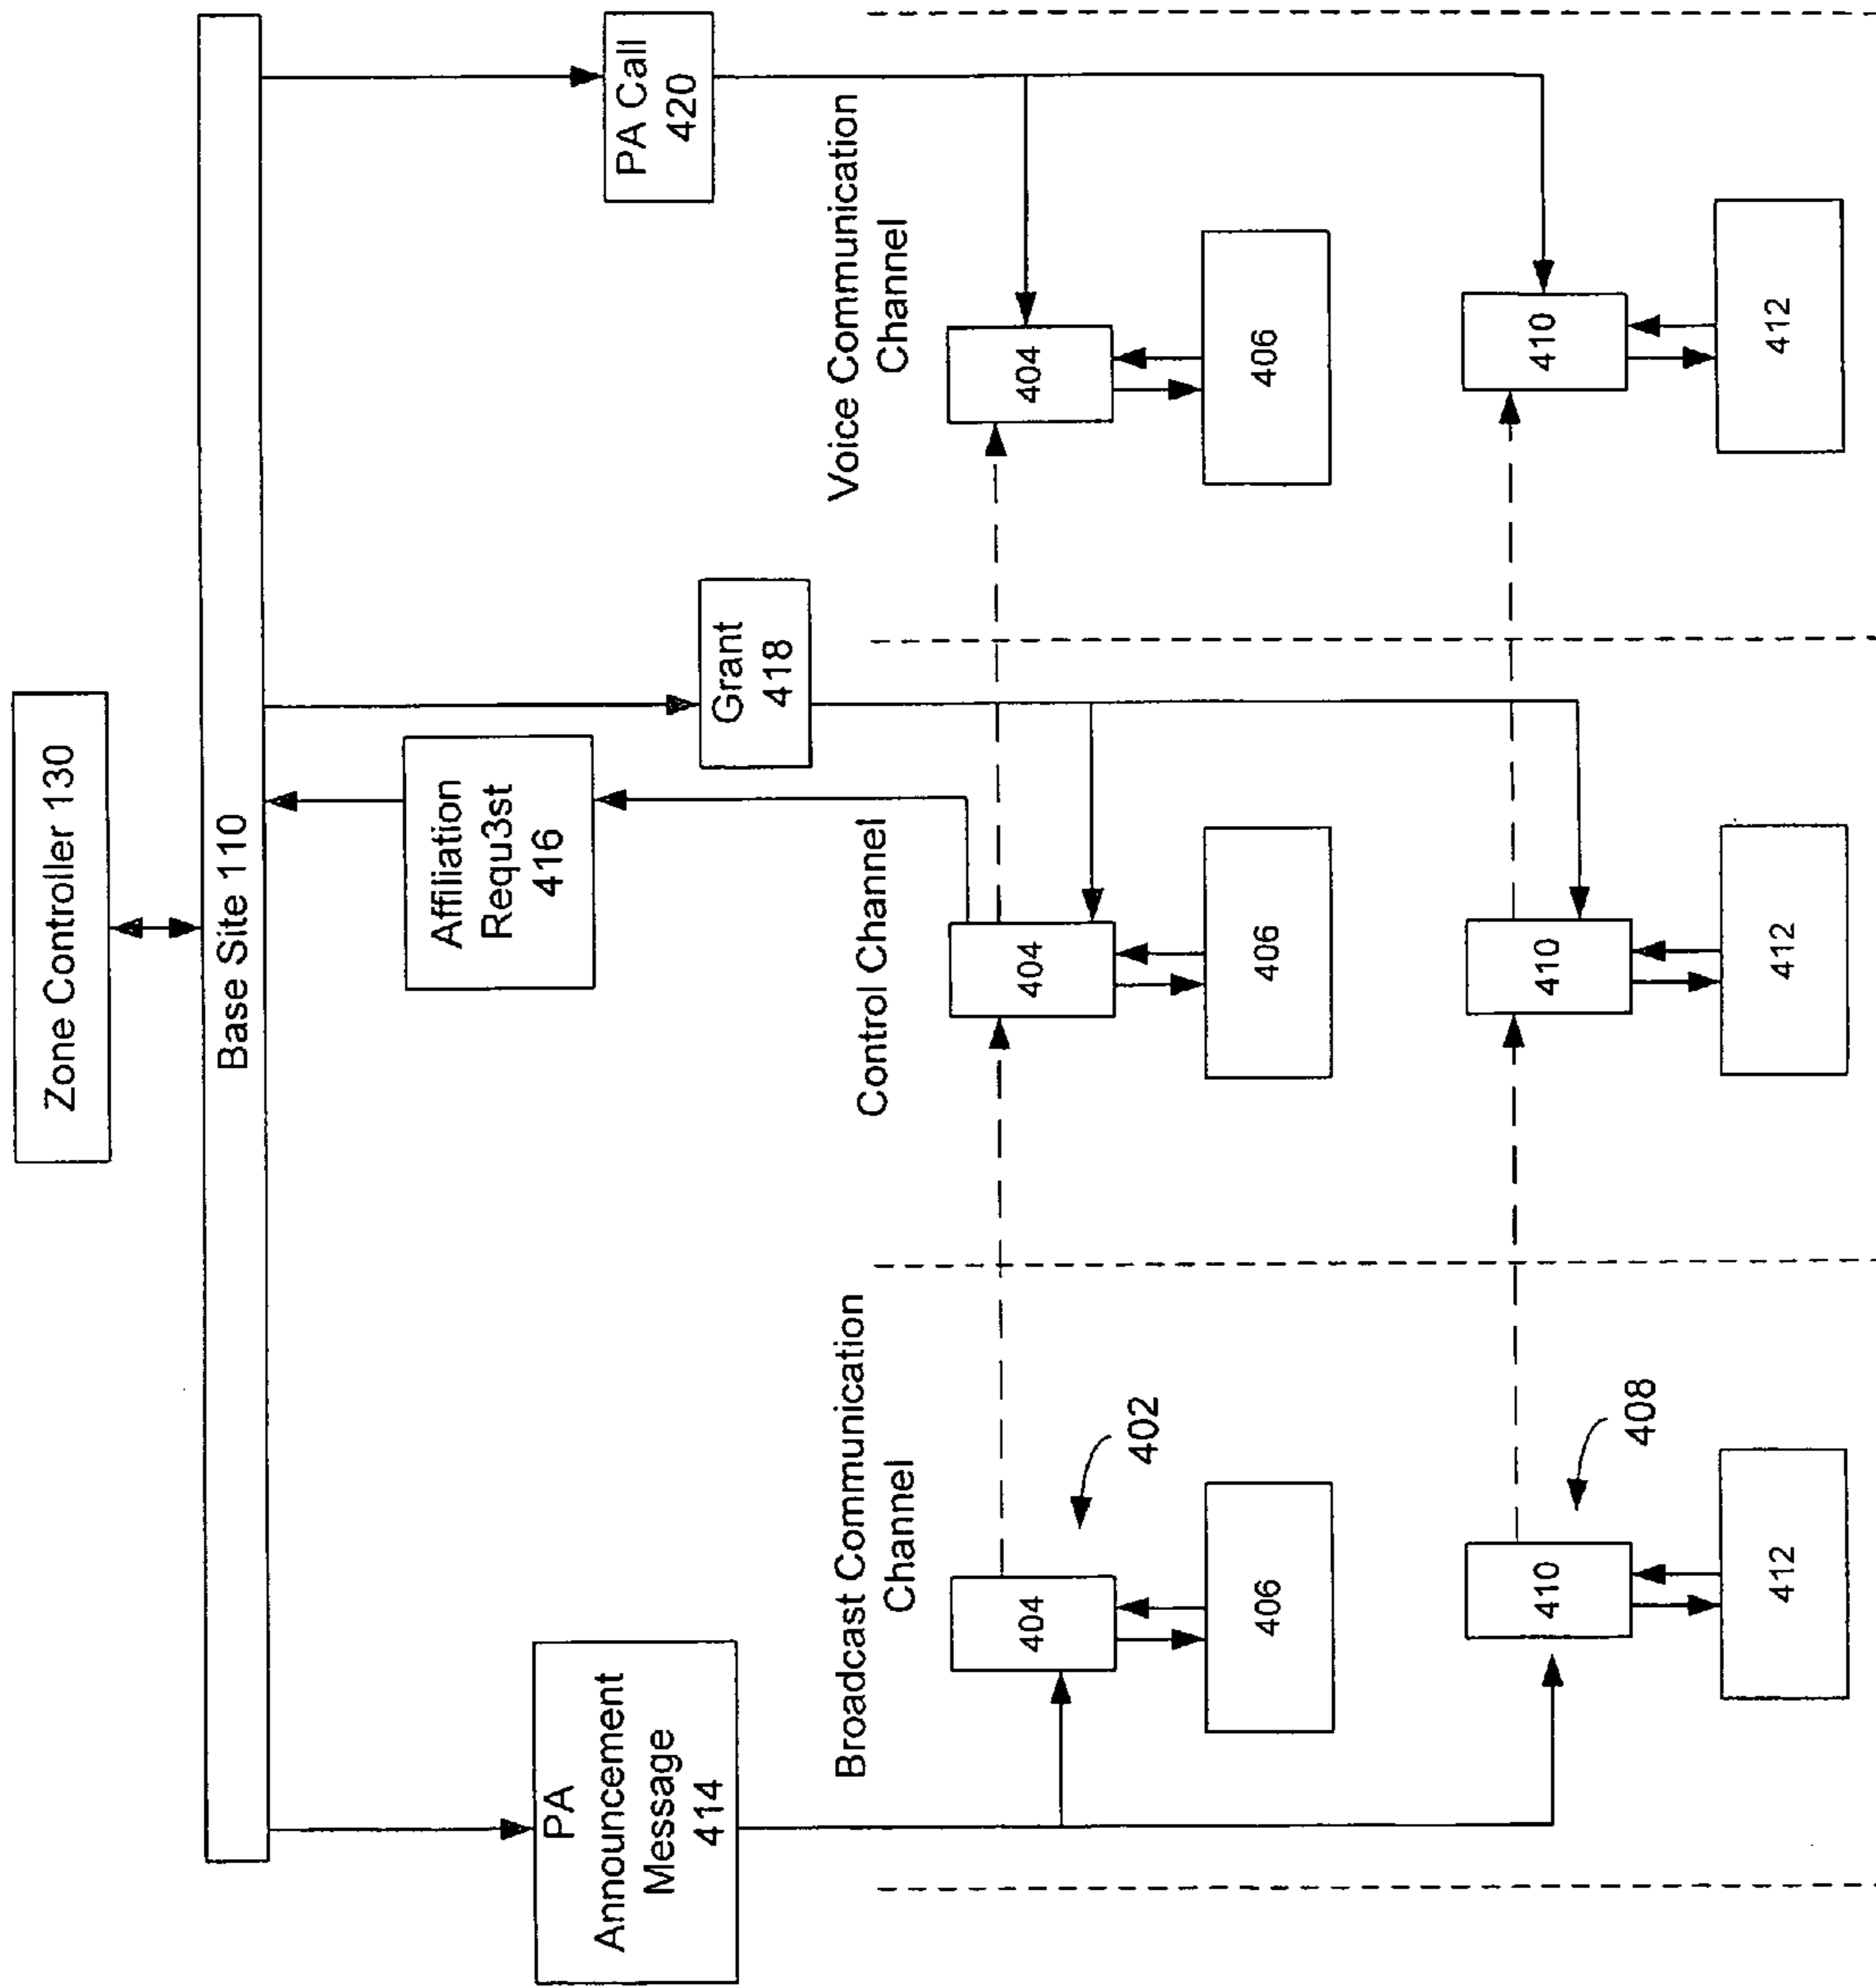 Zone Controller 130
Base Site 110
PA
Announcement
Message
414
Affiliation
Requ3st
416
Grant
418
PA Call
420
Broadcast Communication
Channel
Control Channel
Voice Communication
Channel
404
402
406
404
406
404
406
410
408
412
410
412
410
412